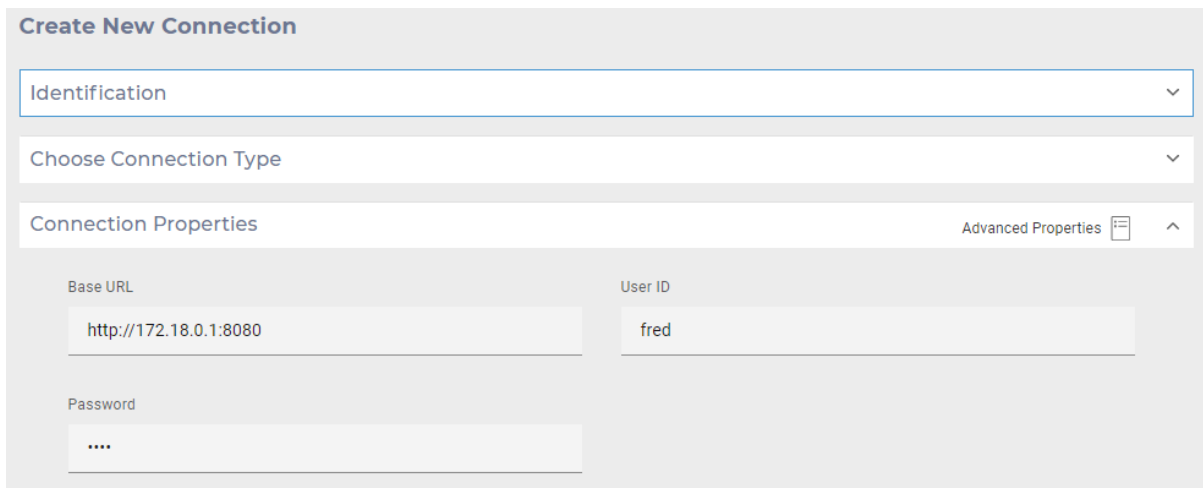 Create New Connection
Identification
Choose Connection Type
Connection Properties
Advanced Properties
Base URL
User ID
http://172.18.0.1:8080
fred
Password
••••